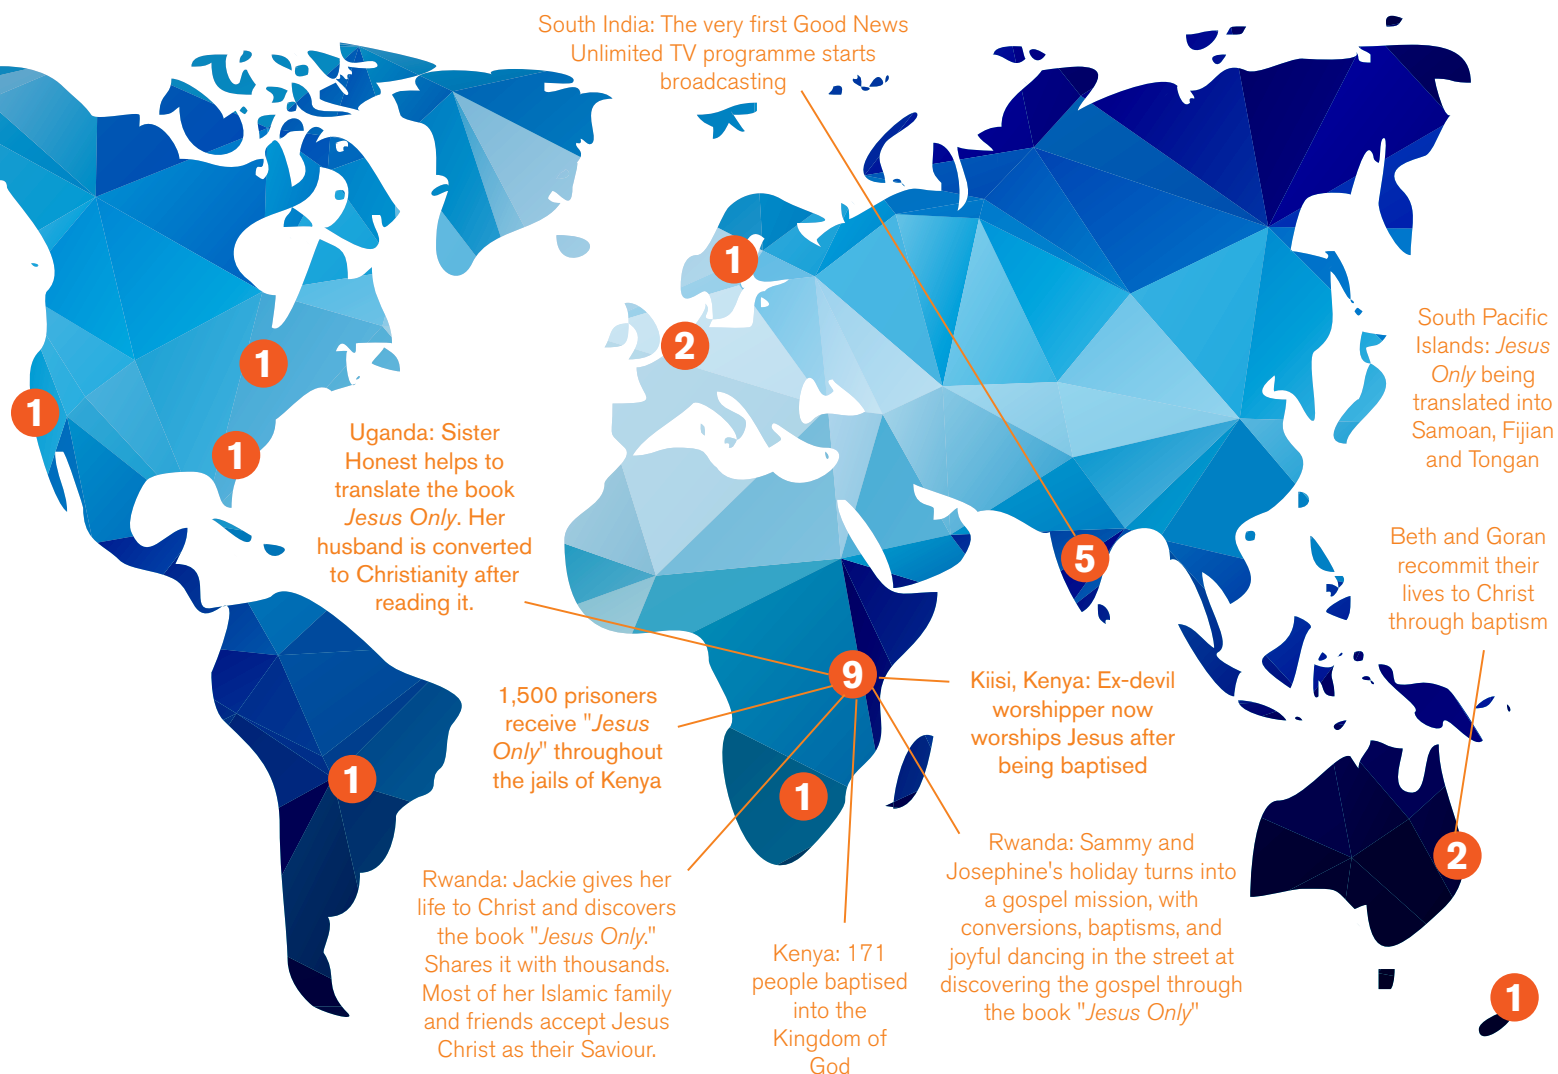 South India: The very first Good News
Unlimited TV programme starts
broadcasting
1
2
1
1
1
South Pacific
Islands: Jesus
Only being
translated into
Samoan, Fijian
and Tongan
Uganda: Sister
Honest helps to
translate the book
Jesus Only. Her
husband is converted
to Christianity after
reading it.
5
Beth and Goran
recommit their
lives to Christ
through baptism
9
1,500 prisoners
receive "Jesus
Only" throughout
the jails of Kenya
Kiisi, Kenya: Ex-devil
worshipper now
worships Jesus after
being baptised
1
1
2
Rwanda: Jackie gives her
life to Christ and discovers
the book "Jesus Only."
Shares it with thousands.
Most of her Islamic family
and friends accept Jesus
Christ as their Saviour.
Kenya: 171
people baptised
into the
Kingdom of
God
Rwanda: Sammy and
Josephine's holiday turns into
a gospel mission, with
conversions, baptisms, and
joyful dancing in the street at
discovering the gospel through
the book "Jesus Only"
1